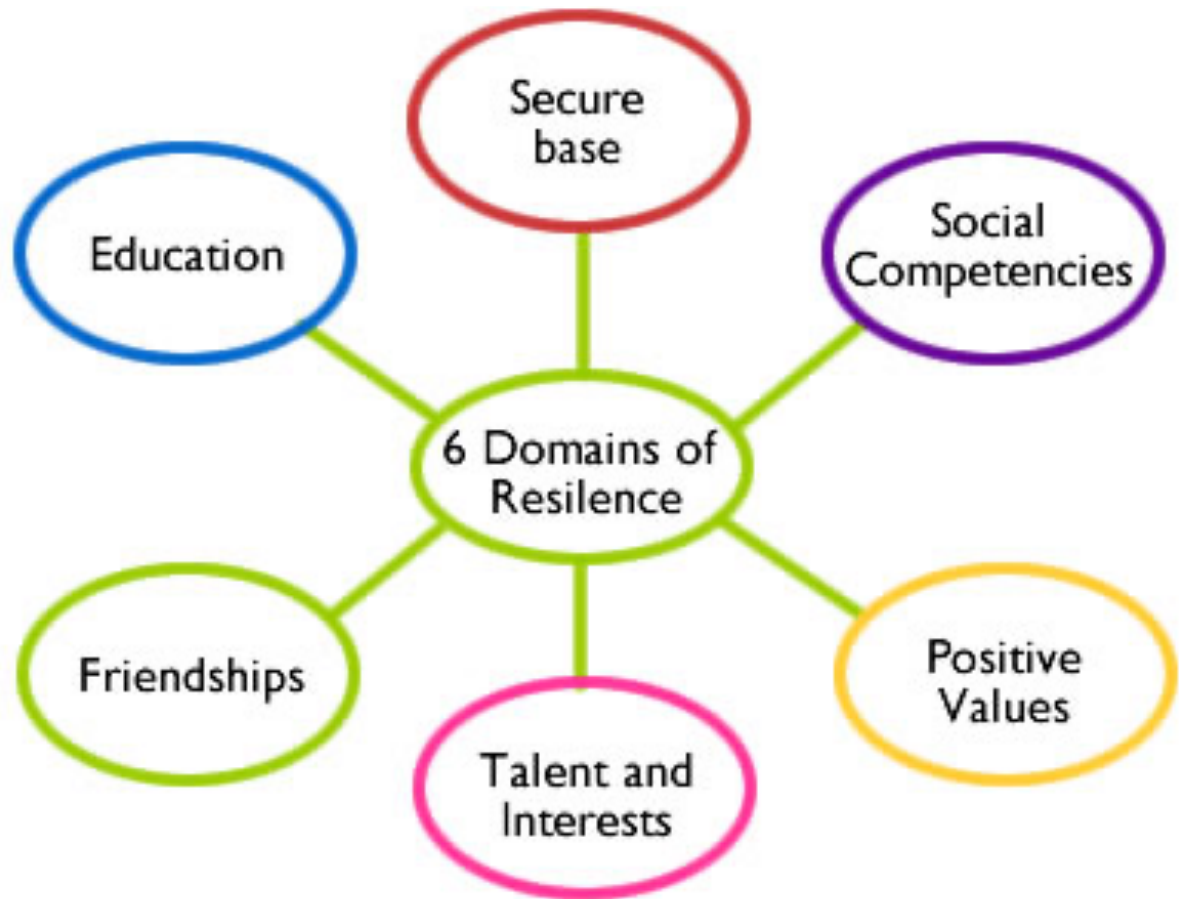 Secure
base
Social
Competencies
Education
6 Domains of
Resilence
Friendships
Positive
Values
Talent and
Interests